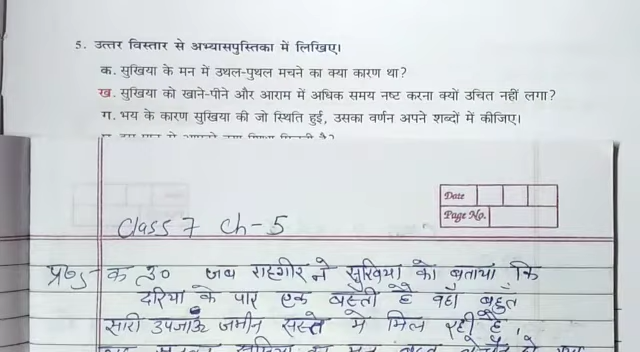 5. उत्तर विस्तार से अभ्यासपुस्तिका में लिखिए।
क. सुखिया के मन में उथल-पुथल मचने का क्या कारण था?
ख. सुखिया को खाने-पीने और आराम में अधिक समय नष्ट करना क्यों उचित नहीं लगा?
ग. भय के कारण सुखिया की जो स्थिति हुई, उसका वर्णन अपने शब्दों में कीजिए।
Date
Page No.
Class 7 Ch-5
क उ० जब राहगीर ने सुखिया को बताया कि
दरिया के पार एक बस्ती है वहाँ बहुत
सारी उपजाऊ जमीन सस्ते मे मिल रही है।